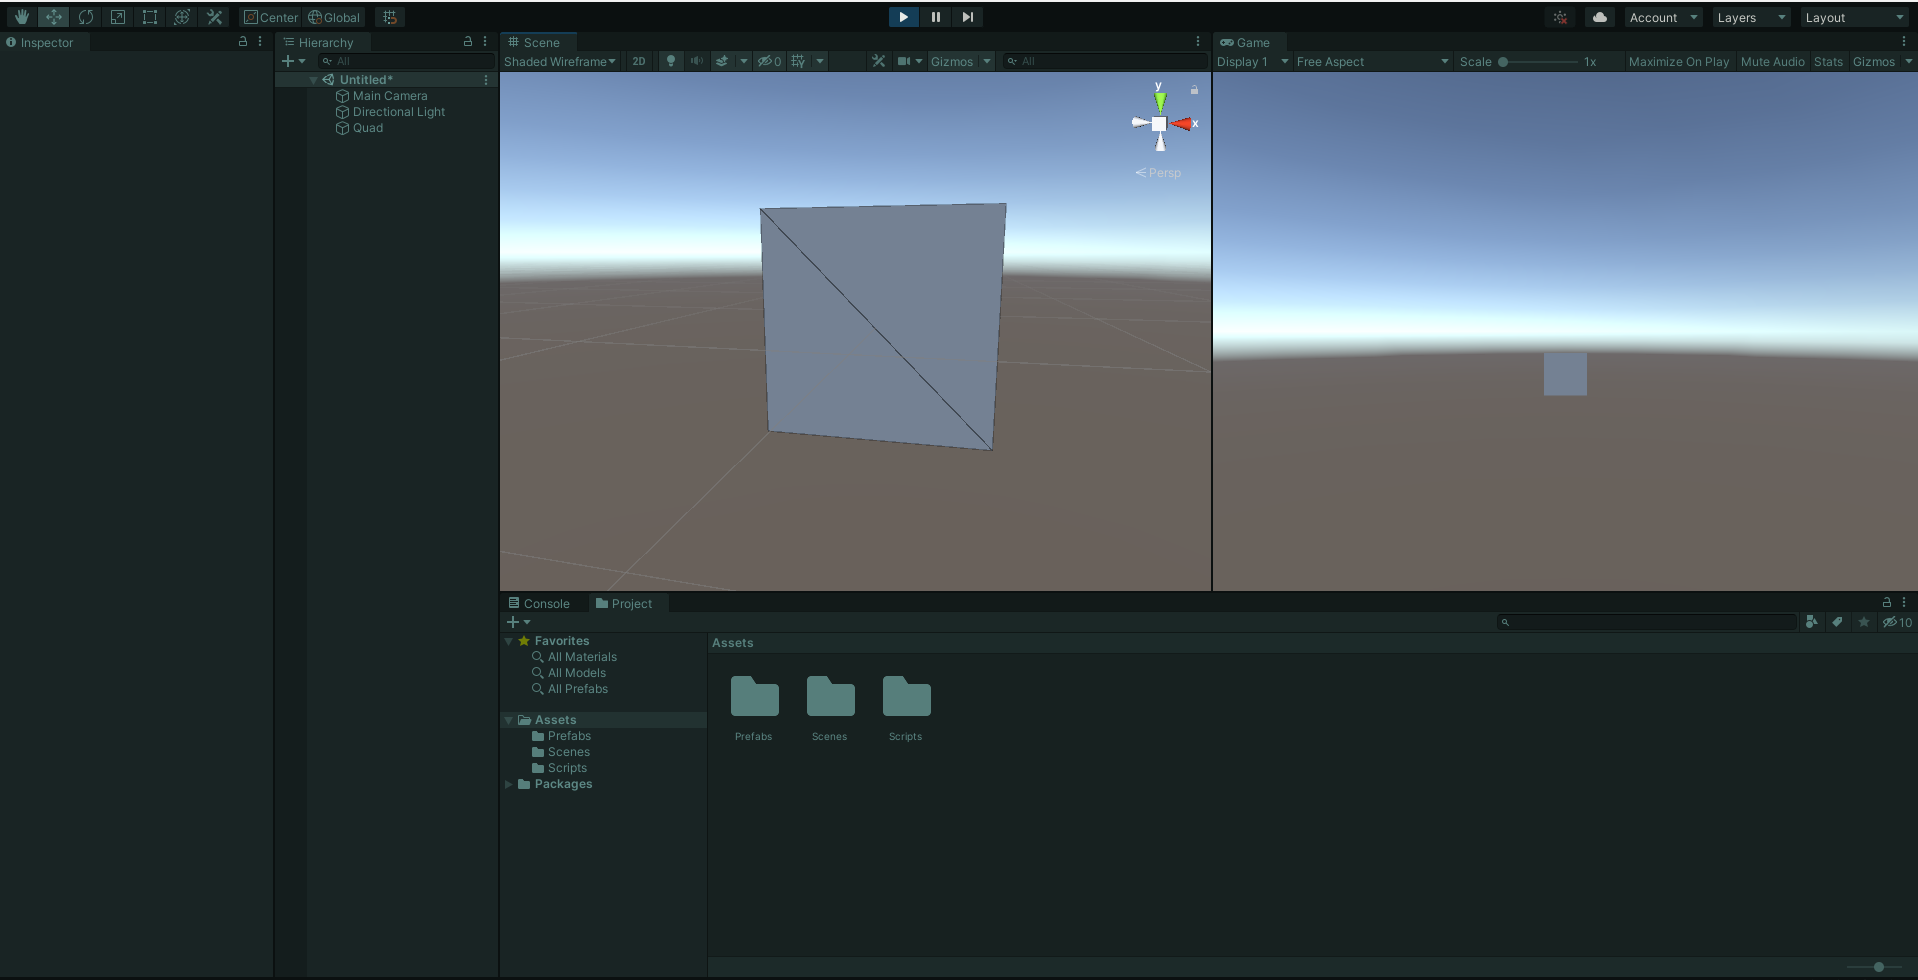 Center Global
Account Layers Layout
Inspector
Hierarchy
All
Untitled*
Main Camera
Directional Light
Quad
Scene
Shaded Wireframe 2D 0 Gizmos All
y
x
Persp
Game
Display 1 Free Aspect Scale 1x Maximize On Play Mute Audio Stats Gizmos
Console Project
10
Favorites
All Materials
All Models
All Prefabs
Assets
Prefabs
Scenes
Scripts
Packages
Assets
Prefabs Scenes Scripts